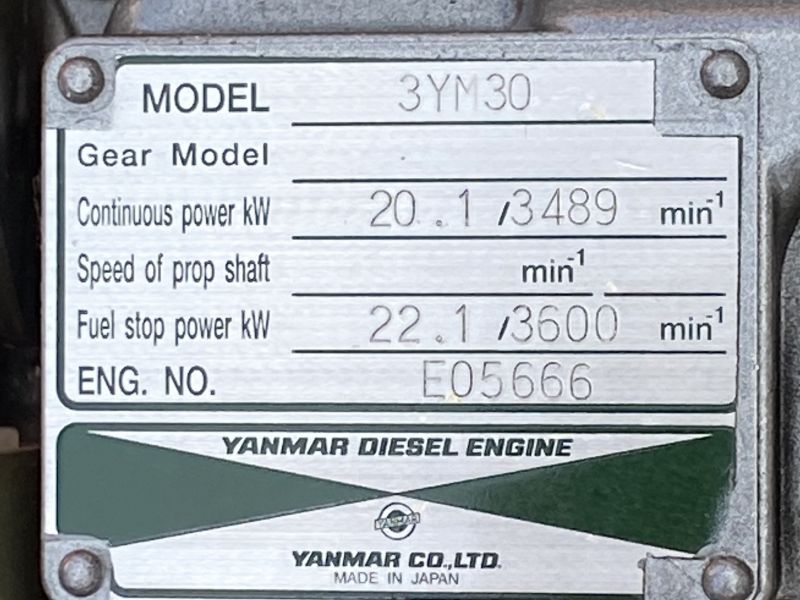 MODEL 3YM30
Gear Model
Continuous power kW 20.1 /3489 min-1
Speed of prop shaft min-1
Fuel stop power kW 22.1 /3600 min-1
ENG. NO. E05666
YANMAR DIESEL ENGINE
YANMAR
YANMAR CO.,LTD.
MADE IN JAPAN